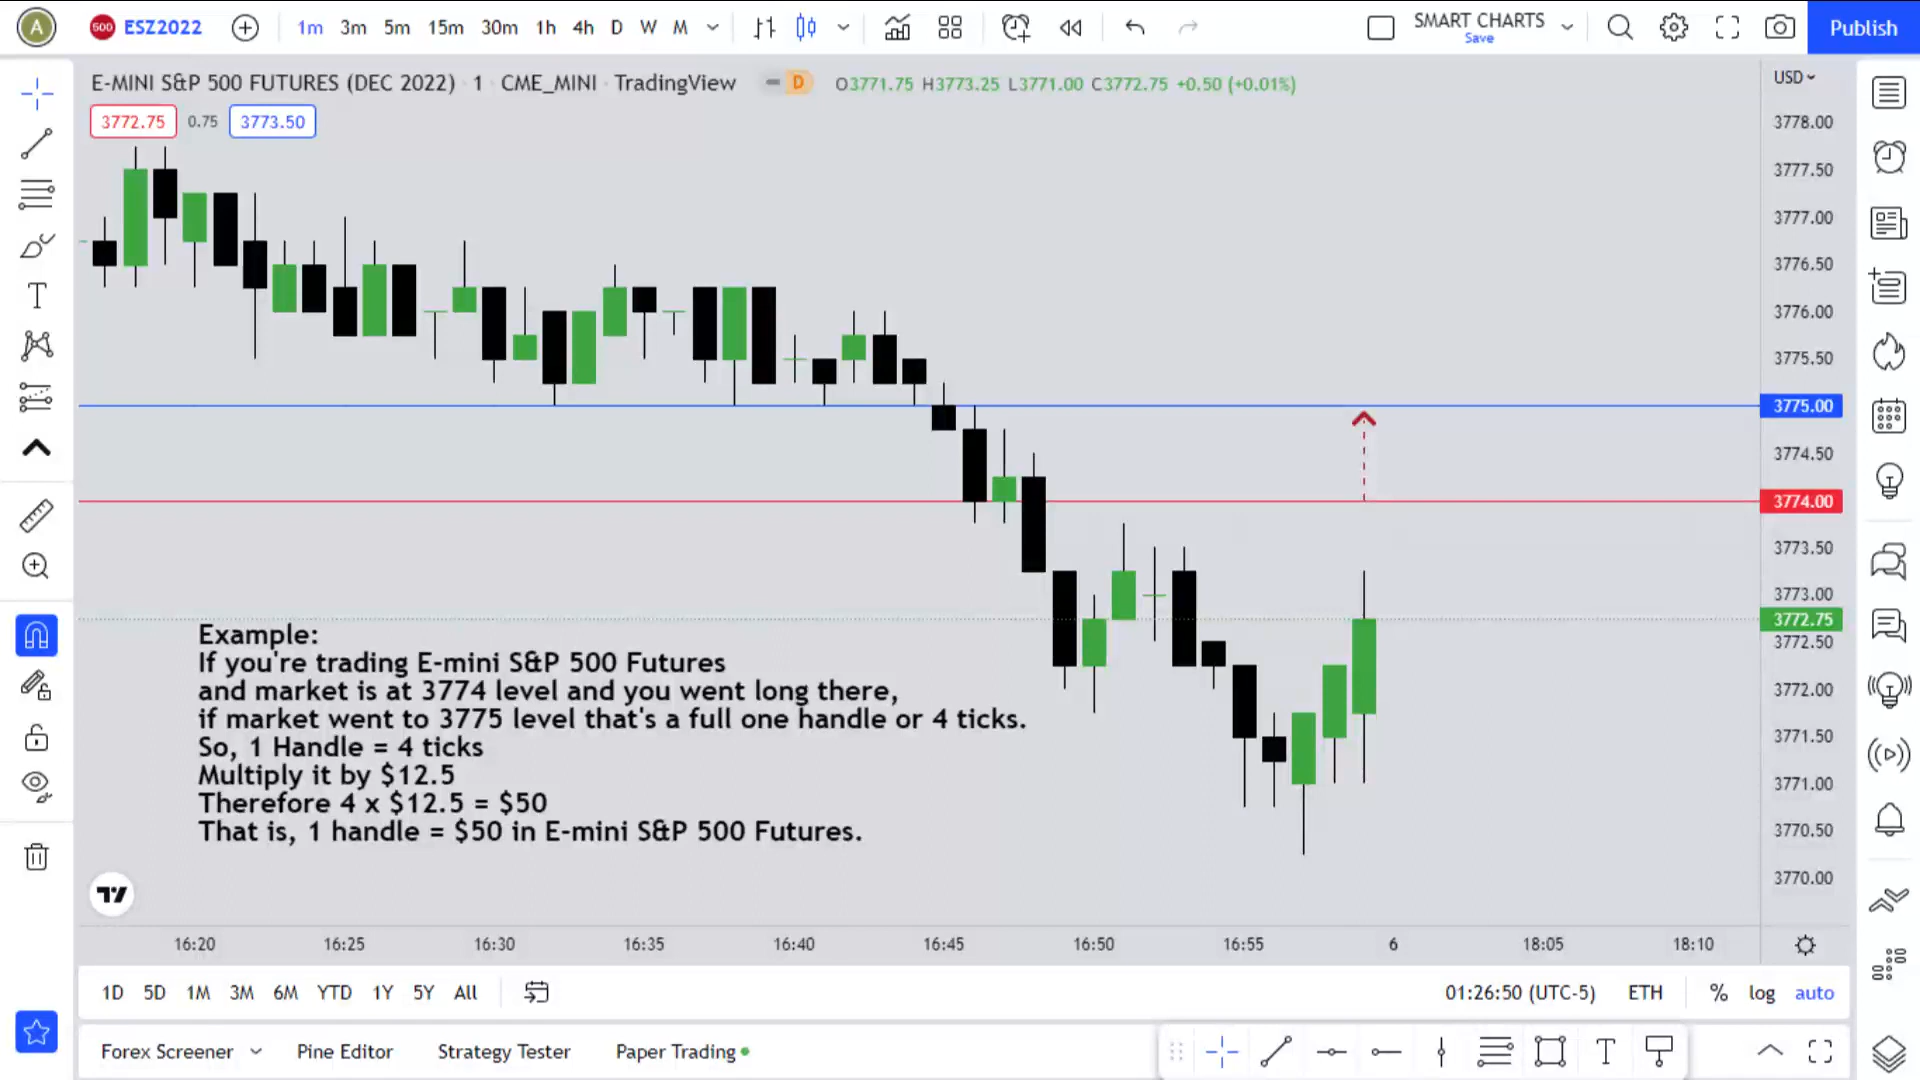 A
500 ESZ2022
1m 3m 5m 15m 30m 1h 4h D W M
SMART CHARTS
Save
Publish
E-MINI S&P 500 FUTURES (DEC 2022) · 1 · CME_MINI · TradingView
D
O3771.75 H3773.25 L3771.00 C3772.75 +0.50 (+0.01%)
USD
3772.75 0.75 3773.50
3778.00
3777.50
3777.00
3776.50
3776.00
3775.50
3775.00
3774.50
3774.00
3773.50
3773.00
3772.75
3772.50
3772.00
3771.50
3771.00
3770.50
3770.00
Example:
If you're trading E-mini S&P 500 Futures
and market is at 3774 level and you went long there,
if market went to 3775 level that's a full one handle or 4 ticks.
So, 1 Handle = 4 ticks
Multiply it by $12.5
Therefore 4 x $12.5 = $50
That is, 1 handle = $50 in E-mini S&P 500 Futures.
16:20 16:25 16:30 16:35 16:40 16:45 16:50 16:55 6 18:05 18:10
1D 5D 1M 3M 6M YTD 1Y 5Y All
01:26:50 (UTC-5) ETH % log auto
Forex Screener Pine Editor Strategy Tester Paper Trading